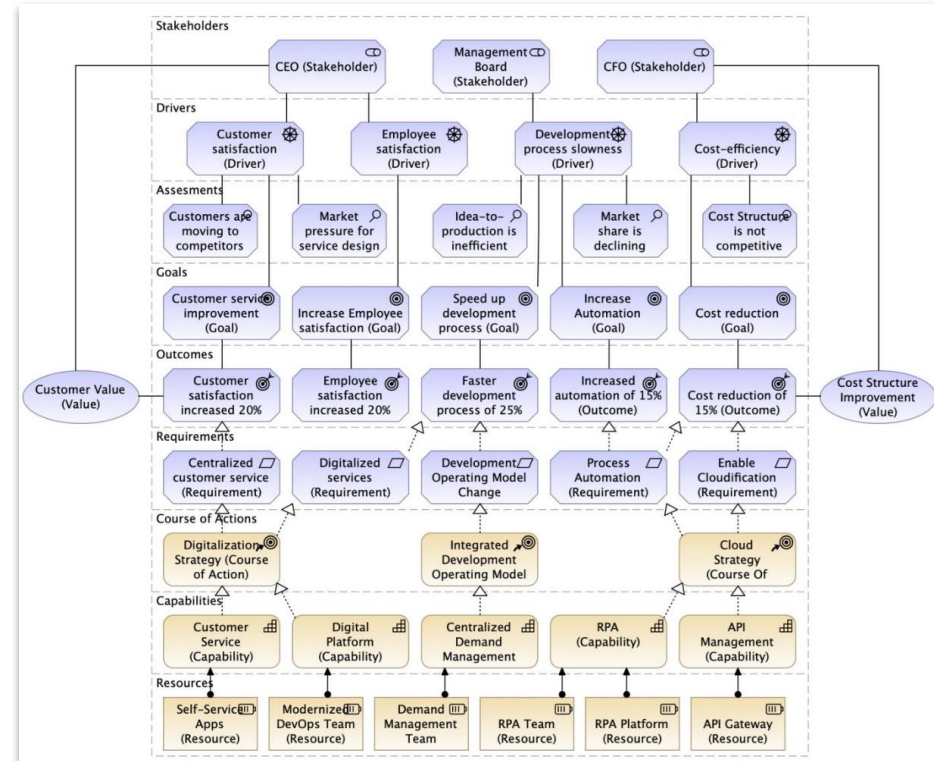 Stakeholders
CEO (Stakeholder)
Management
Board
(Stakeholder)
CFO (Stakeholder)
Drivers
Customer
satisfaction
(Driver)
Employee
satisfaction
(Driver)
Development
process slowness
(Driver)
Cost-efficiency
(Driver)
Assesments
Customers are
moving to
competitors
Market
pressure for
service design
Idea-to-
production is
inefficient
Market
share is
declining
Cost Structure
is not
competitive
Goals
Customer service
improvement
(Goal)
Increase Employee
satisfaction (Goal)
Speed up
development
process (Goal)
Increase
Automation
(Goal)
Cost reduction
(Goal)
Outcomes
Customer Value
(Value)
Customer
satisfaction
increased 20%
Employee
satisfaction
increased 20%
Faster
development
process of 25%
Increased
automation of 15%
(Outcome)
Cost reduction of
15% (Outcome)
Cost Structure
Improvement
(Value)
Requirements
Centralized
customer service
(Requirement)
Digitalized
services
(Requirement)
Development
Operating Model
Change
Process
Automation
(Requirement)
Enable
Cloudification
(Requirement)
Course of Actions
Digitalization
Strategy (Course
of Action)
Integrated
Development
Operating Model
Cloud
Strategy
(Course Of
Capabilities
Customer
Service
(Capability)
Digital
Platform
(Capability)
Centralized
Demand
Management
RPA
(Capability)
API
Management
(Capability)
Resources
Self-Service
Apps
(Resource)
Modernized
DevOps Team
(Resource)
Demand
Management
Team
RPA Team
(Resource)
RPA Platform
(Resource)
API Gateway
(Resource)